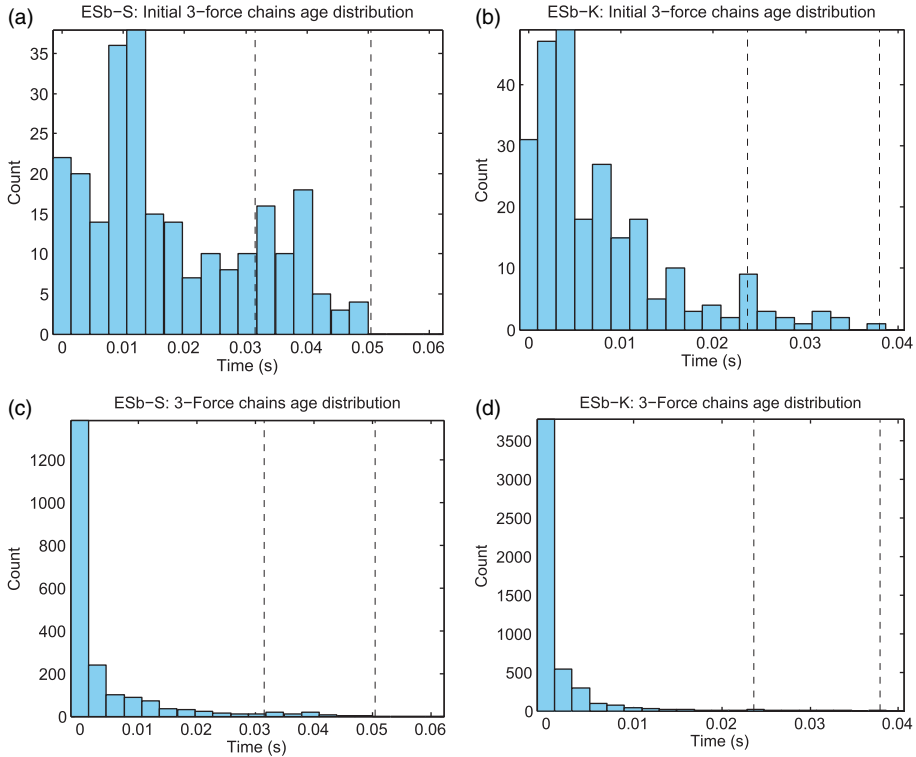 (a)
ESb−S: Initial 3−force chains age distribution
35
30
25
20
15
10
5
0
Count
0 0.01 0.02 0.03 0.04 0.05 0.06
Time (s)
(b)
ESb−K: Initial 3−force chains age distribution
40
30
20
10
0
Count
0 0.01 0.02 0.03 0.04
Time (s)
(c)
ESb−S: 3−Force chains age distribution
1200
1000
800
600
400
200
0
Count
0 0.01 0.02 0.03 0.04 0.05 0.06
Time (s)
(d)
ESb−K: 3−Force chains age distribution
3500
3000
2500
2000
1500
1000
500
0
Count
0 0.01 0.02 0.03 0.04
Time (s)